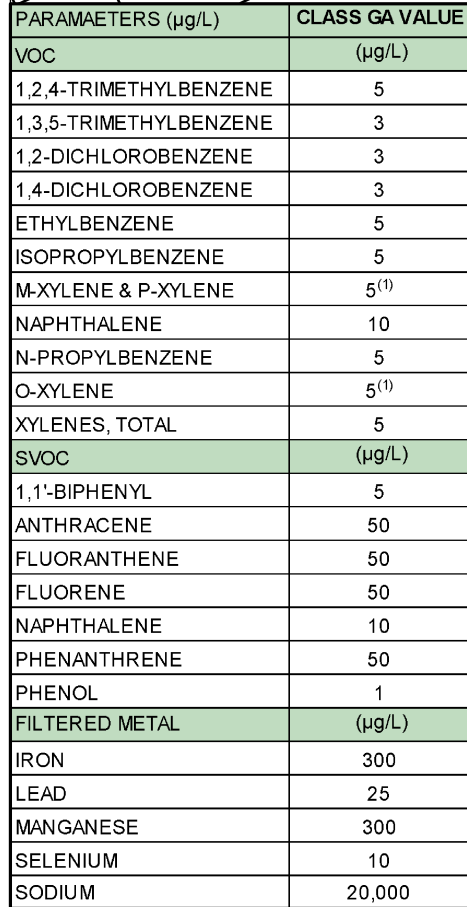 PARAMAETERS (µg/L) CLASS GA VALUE
VOC (µg/L)
1,2,4-TRIMETHYLBENZENE 5
1,3,5-TRIMETHYLBENZENE 3
1,2-DICHLOROBENZENE 3
1,4-DICHLOROBENZENE 3
ETHYLBENZENE 5
ISOPROPYLBENZENE 5
M-XYLENE & P-XYLENE 5(1)
NAPHTHALENE 10
N-PROPYLBENZENE 5
O-XYLENE 5(1)
XYLENES, TOTAL 5
SVOC (µg/L)
1,1'-BIPHENYL 5
ANTHRACENE 50
FLUORANTHENE 50
FLUORENE 50
NAPHTHALENE 10
PHENANTHRENE 50
PHENOL 1
FILTERED METAL (µg/L)
IRON 300
LEAD 25
MANGANESE 300
SELENIUM 10
SODIUM 20,000